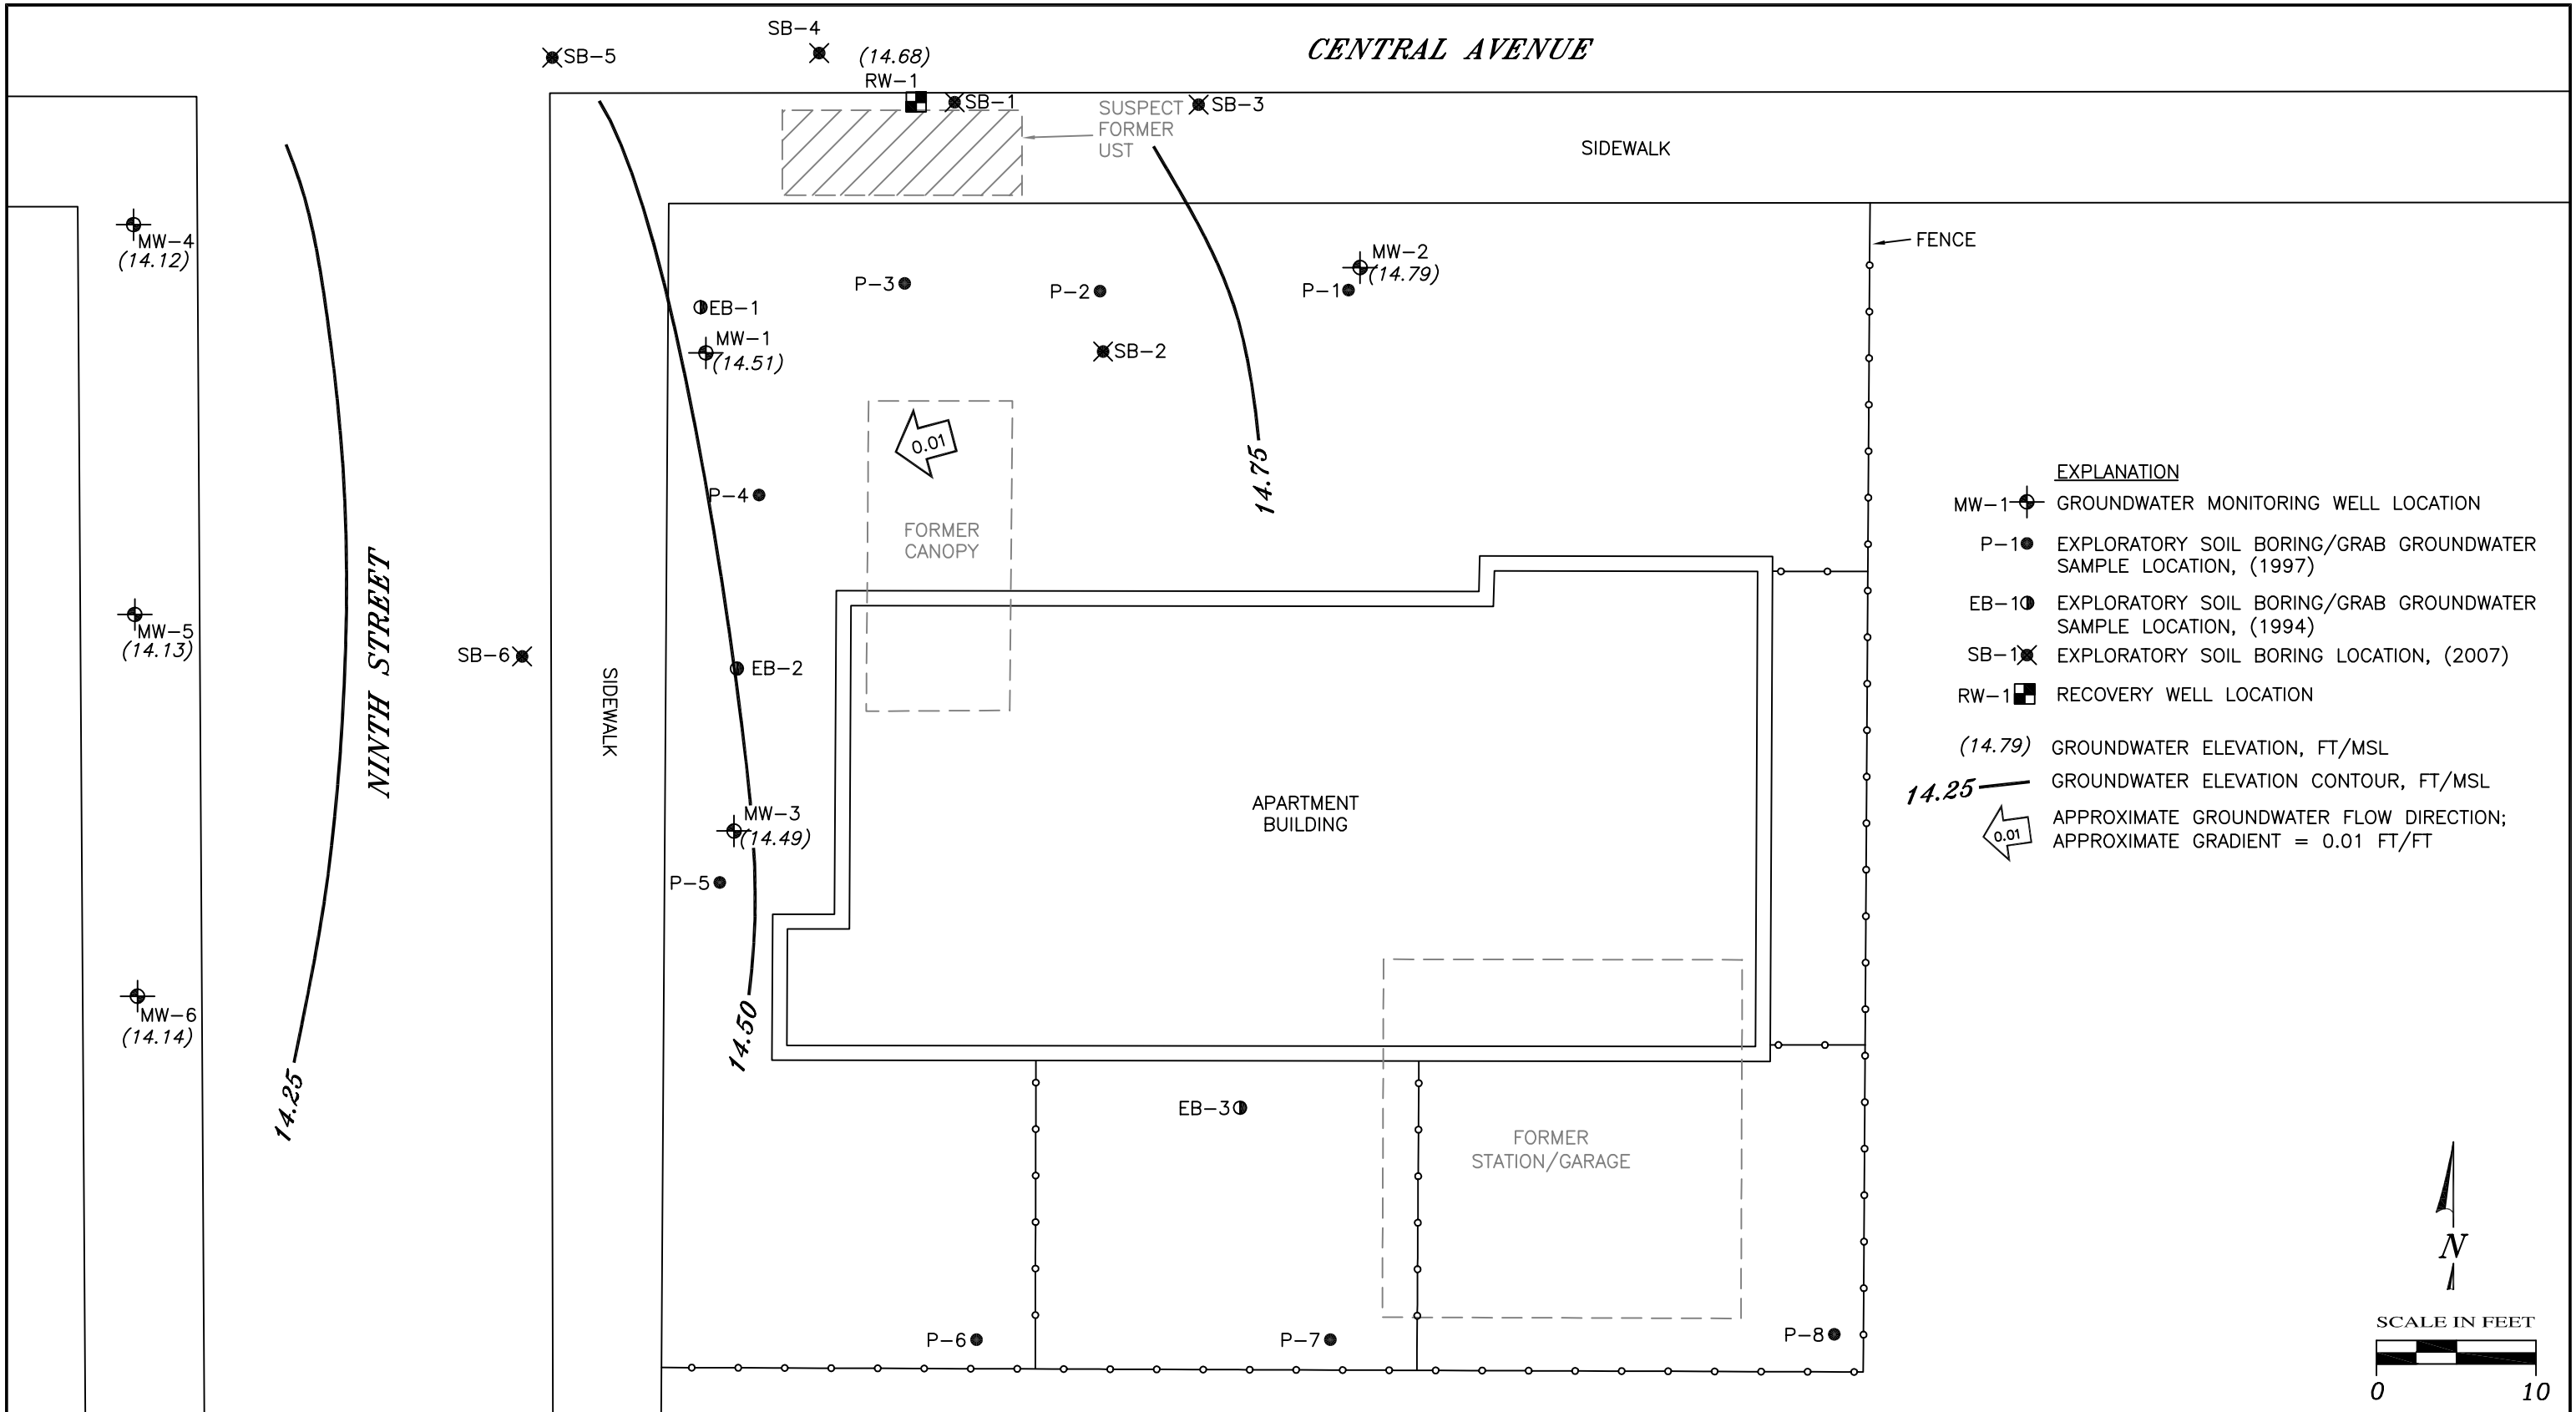 CENTRAL AVENUE
SB-4
SB-5
(14.68)
RW-1
SB-1
SUSPECT
FORMER
UST
SB-3
SIDEWALK
MW-4
(14.12)
MW-2
(14.79)
FENCE
P-3
P-2
P-1
EB-1
MW-1
(14.51)
SB-2
0.01
14.75
P-4
FORMER
CANOPY
MW-5
(14.13)
NINTH STREET
SB-6
SIDEWALK
EB-2
MW-3
(14.49)
APARTMENT
BUILDING
P-5
MW-6
(14.14)
14.50
14.25
EB-3
FORMER
STATION/GARAGE
P-6
P-7
P-8
EXPLANATION
MW-1 GROUNDWATER MONITORING WELL LOCATION
P-1 EXPLORATORY SOIL BORING/GRAB GROUNDWATER
SAMPLE LOCATION, (1997)
EB-1 EXPLORATORY SOIL BORING/GRAB GROUNDWATER
SAMPLE LOCATION, (1994)
SB-1 EXPLORATORY SOIL BORING LOCATION, (2007)
RW-1 RECOVERY WELL LOCATION
(14.79) GROUNDWATER ELEVATION, FT/MSL
14.25 GROUNDWATER ELEVATION CONTOUR, FT/MSL
0.01 APPROXIMATE GROUNDWATER FLOW DIRECTION;
APPROXIMATE GRADIENT = 0.01 FT/FT
N
SCALE IN FEET
0 10